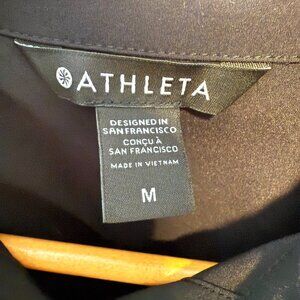 ATHLETA
DESIGNED IN
SAN FRANCISCO
CONÇU À
SAN FRANCISCO
MADE IN VIETNAM
M